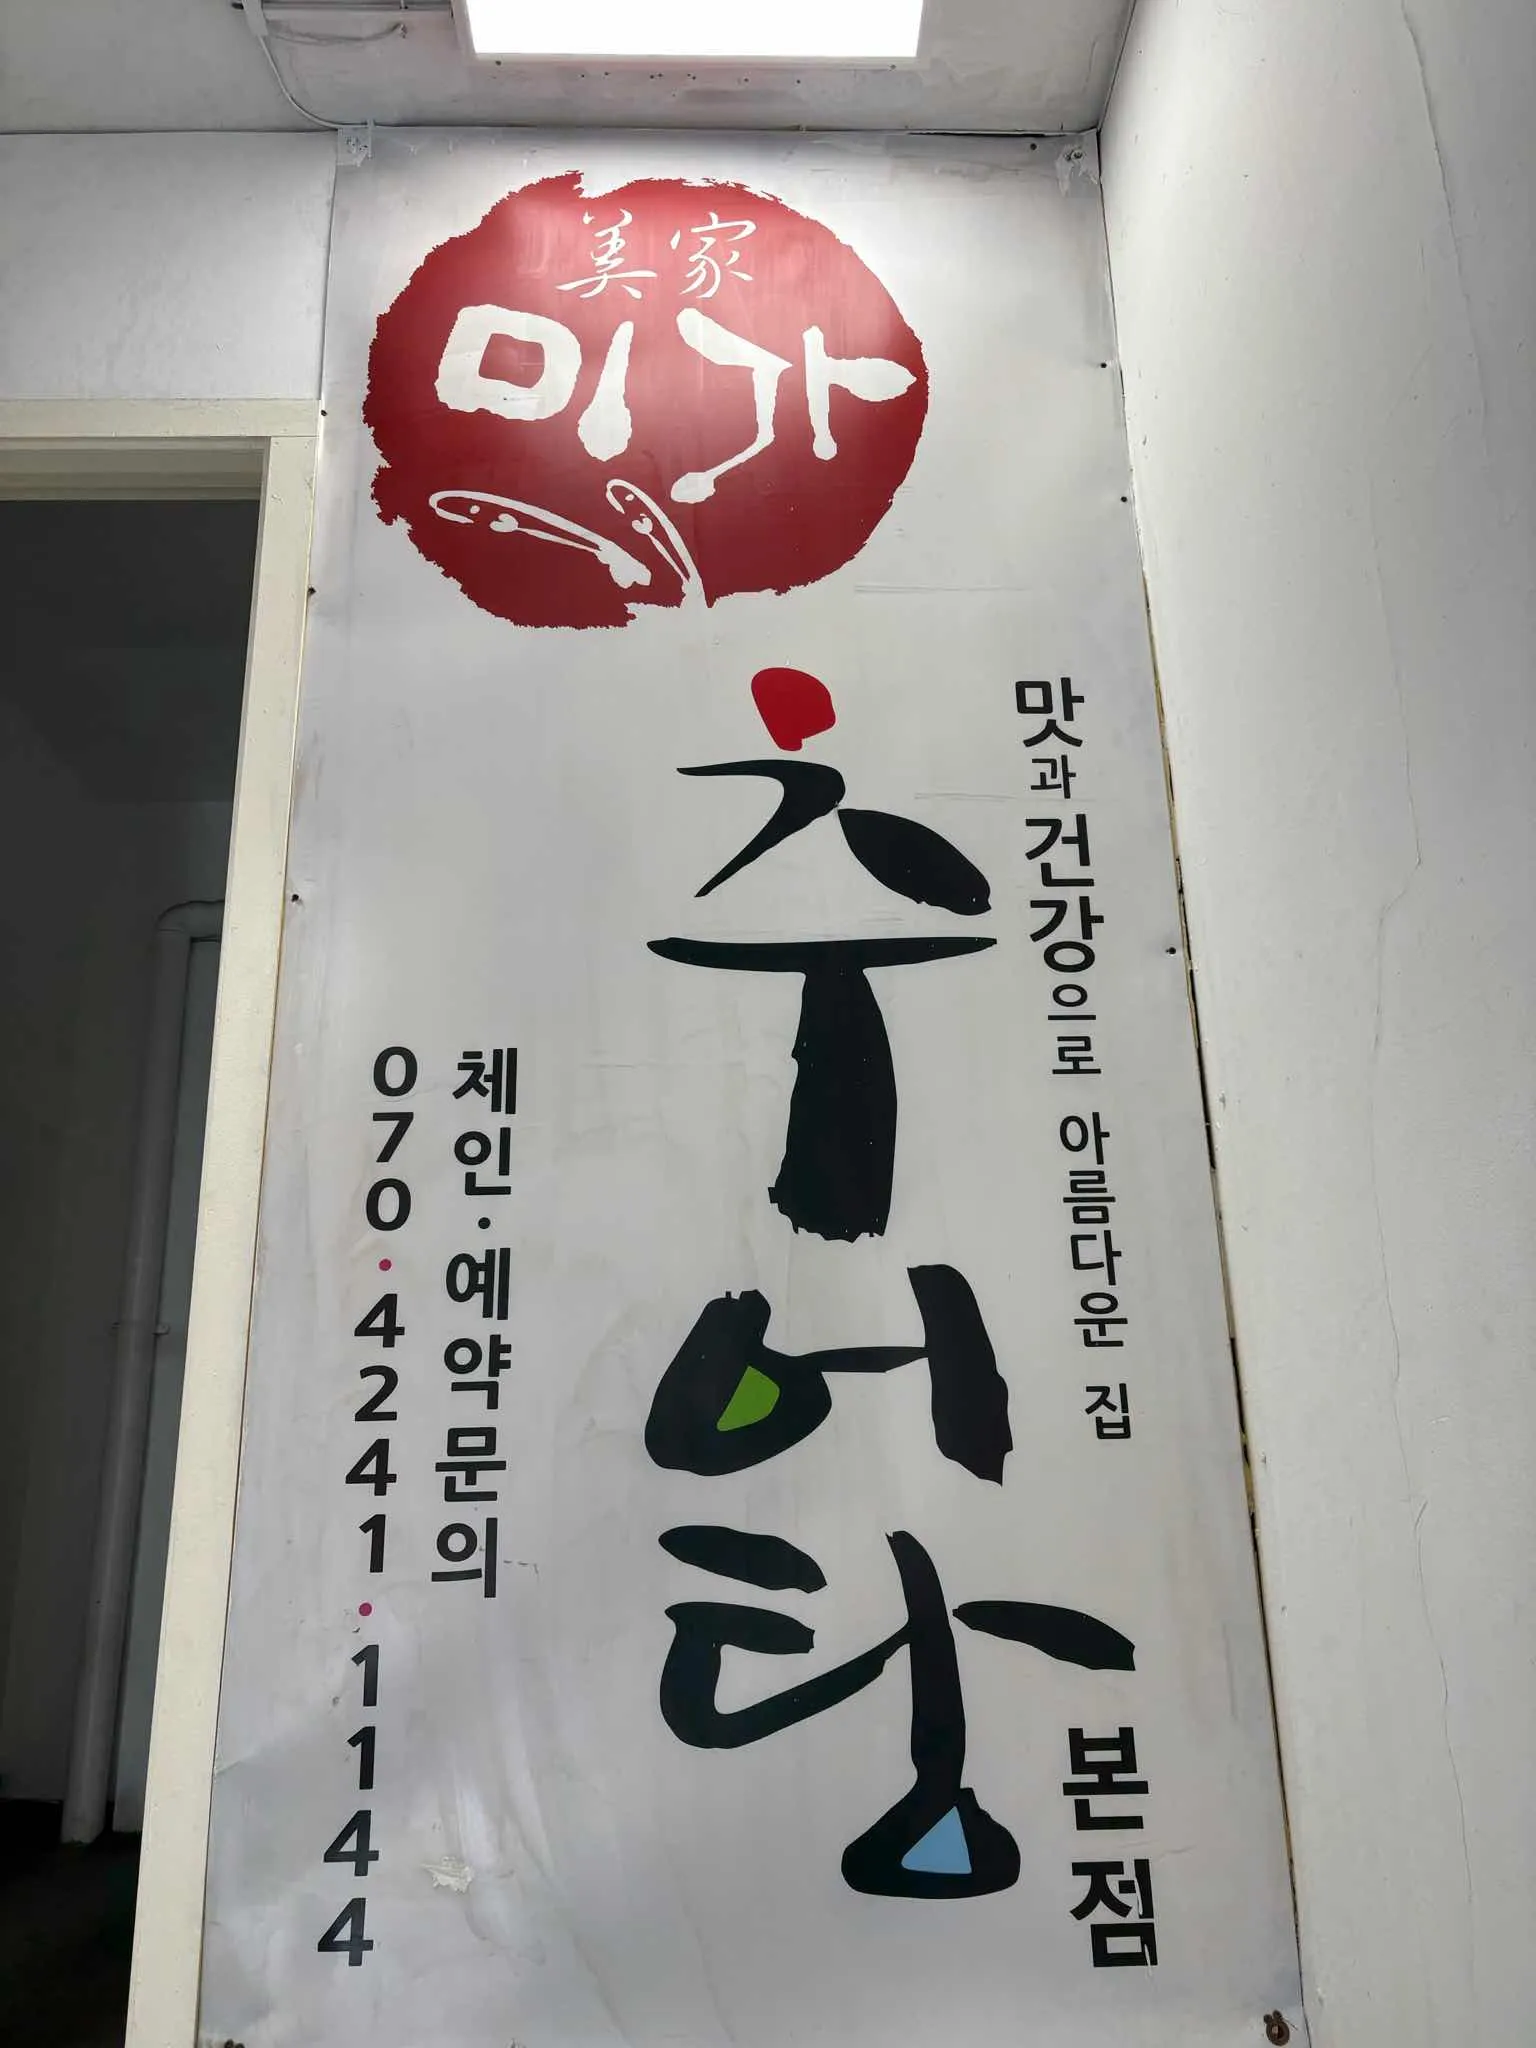 美家
미가
맛과 건강으로 아름다운 집
추어탕
본점
체인·예약문의
070·4241·1144